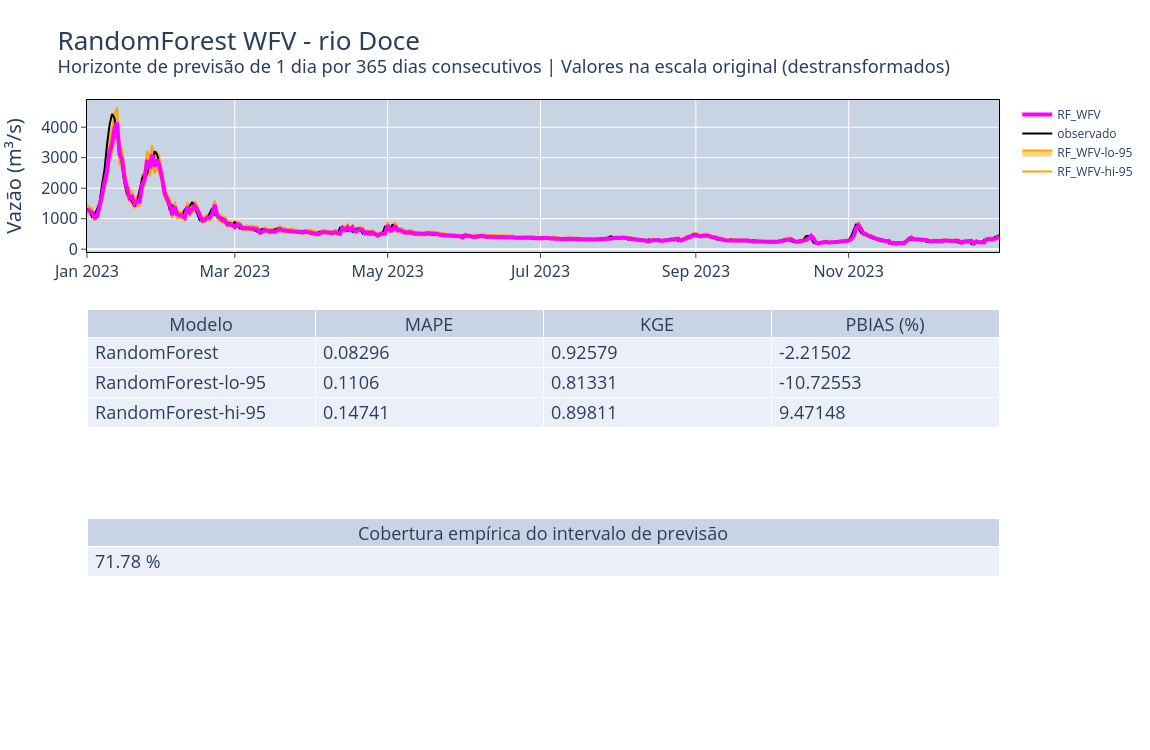 RandomForest WFV - rio Doce
Horizonte de previsão de 1 dia por 365 dias consecutivos | Valores na escala original (destransformados)
Vazão (m³/s)
4000
3000
2000
1000
0
Jan 2023 Mar 2023 May 2023 Jul 2023 Sep 2023 Nov 2023
RF_WFV
observado
RF_WFV-lo-95
RF_WFV-hi-95
Modelo MAPE KGE PBIAS (%)
RandomForest 0.08296 0.92579 -2.21502
RandomForest-lo-95 0.1106 0.81331 -10.72553
RandomForest-hi-95 0.14741 0.89811 9.47148
Cobertura empírica do intervalo de previsão
71.78 %